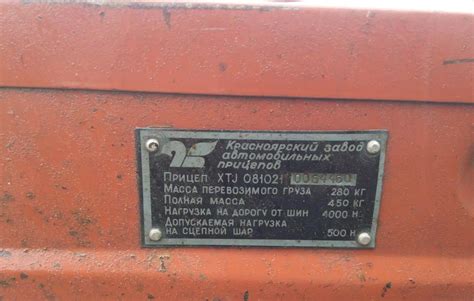 Красноярский завод
автомобильных
прицепов
ПРИЦЕП XTJ 081021
МАССА ПЕРЕВОЗИМОГО ГРУЗА 280 КГ
ПОЛНАЯ МАССА 450 КГ
НАГРУЗКА НА ДОРОГУ ОТ ШИН 4000 Н
ДОПУСКАЕМАЯ НАГРУЗКА
НА СЦЕПНОЙ ШАР 500 Н